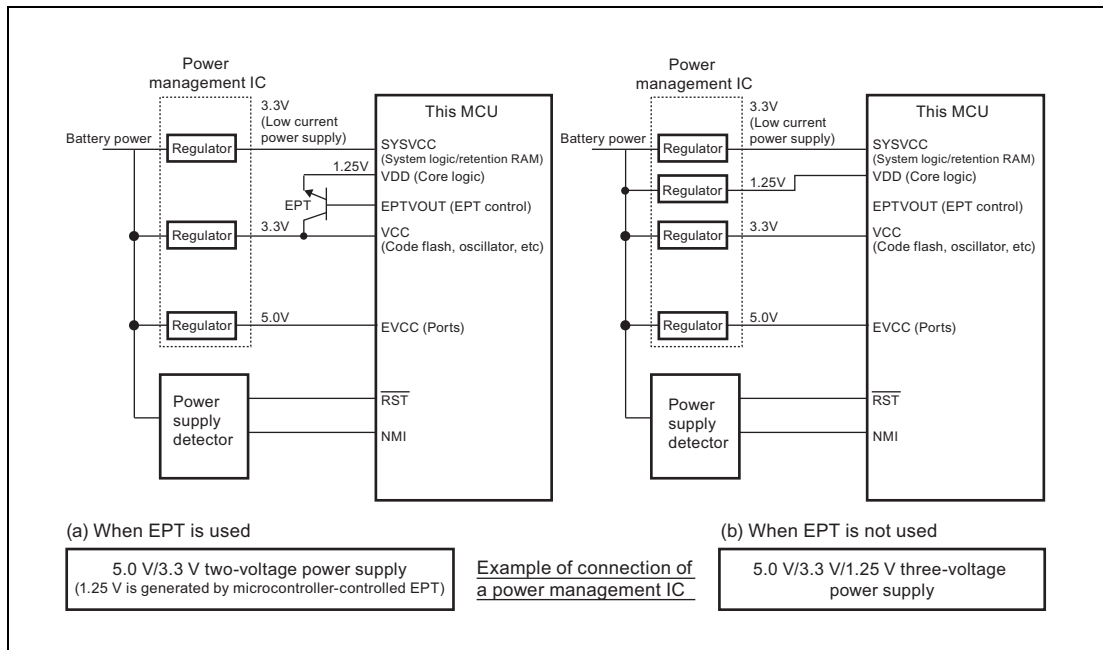 Power
management IC
Battery power
Regulator
3.3V
(Low current
power supply)
This MCU
SYSVCC
(System logic/retention RAM)
1.25V
VDD (Core logic)
EPT
EPTVOUT (EPT control)
Regulator
3.3V
VCC
(Code flash, oscillator, etc)
Regulator
5.0V
EVCC (Ports)
Power
supply
detector
RST
NMI
(a) When EPT is used
5.0 V/3.3 V two-voltage power supply
(1.25 V is generated by microcontroller-controlled EPT)
Example of connection of
a power management IC
Power
management IC
Battery power
Regulator
3.3V
(Low current
power supply)
This MCU
SYSVCC
(System logic/retention RAM)
Regulator
1.25V
VDD (Core logic)
EPTVOUT (EPT control)
Regulator
3.3V
VCC
(Code flash, oscillator, etc)
Regulator
5.0V
EVCC (Ports)
Power
supply
detector
RST
NMI
(b) When EPT is not used
5.0 V/3.3 V/1.25 V three-voltage
power supply